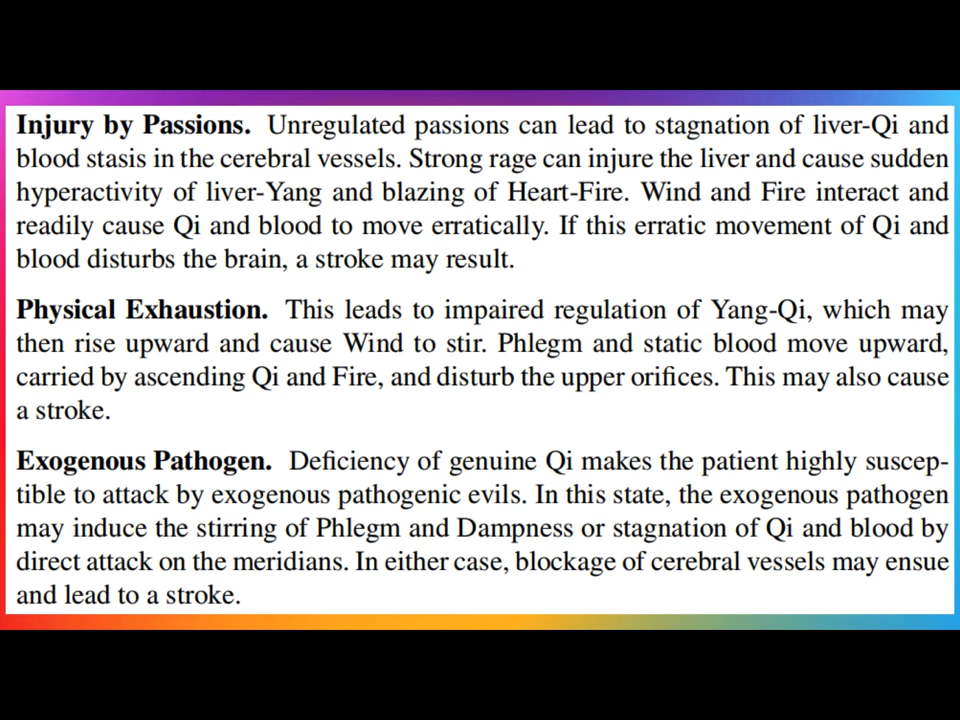 Injury by Passions. Unregulated passions can lead to stagnation of liver-Qi and
blood stasis in the cerebral vessels. Strong rage can injure the liver and cause sudden
hyperactivity of liver-Yang and blazing of Heart-Fire. Wind and Fire interact and
readily cause Qi and blood to move erratically. If this erratic movement of Qi and
blood disturbs the brain, a stroke may result.
Physical Exhaustion. This leads to impaired regulation of Yang-Qi, which may
then rise upward and cause Wind to stir. Phlegm and static blood move upward,
carried by ascending Qi and Fire, and disturb the upper orifices. This may also cause
a stroke.
Exogenous Pathogen. Deficiency of genuine Qi makes the patient highly suscep-
tible to attack by exogenous pathogenic evils. In this state, the exogenous pathogen
may induce the stirring of Phlegm and Dampness or stagnation of Qi and blood by
direct attack on the meridians. In either case, blockage of cerebral vessels may ensue
and lead to a stroke.